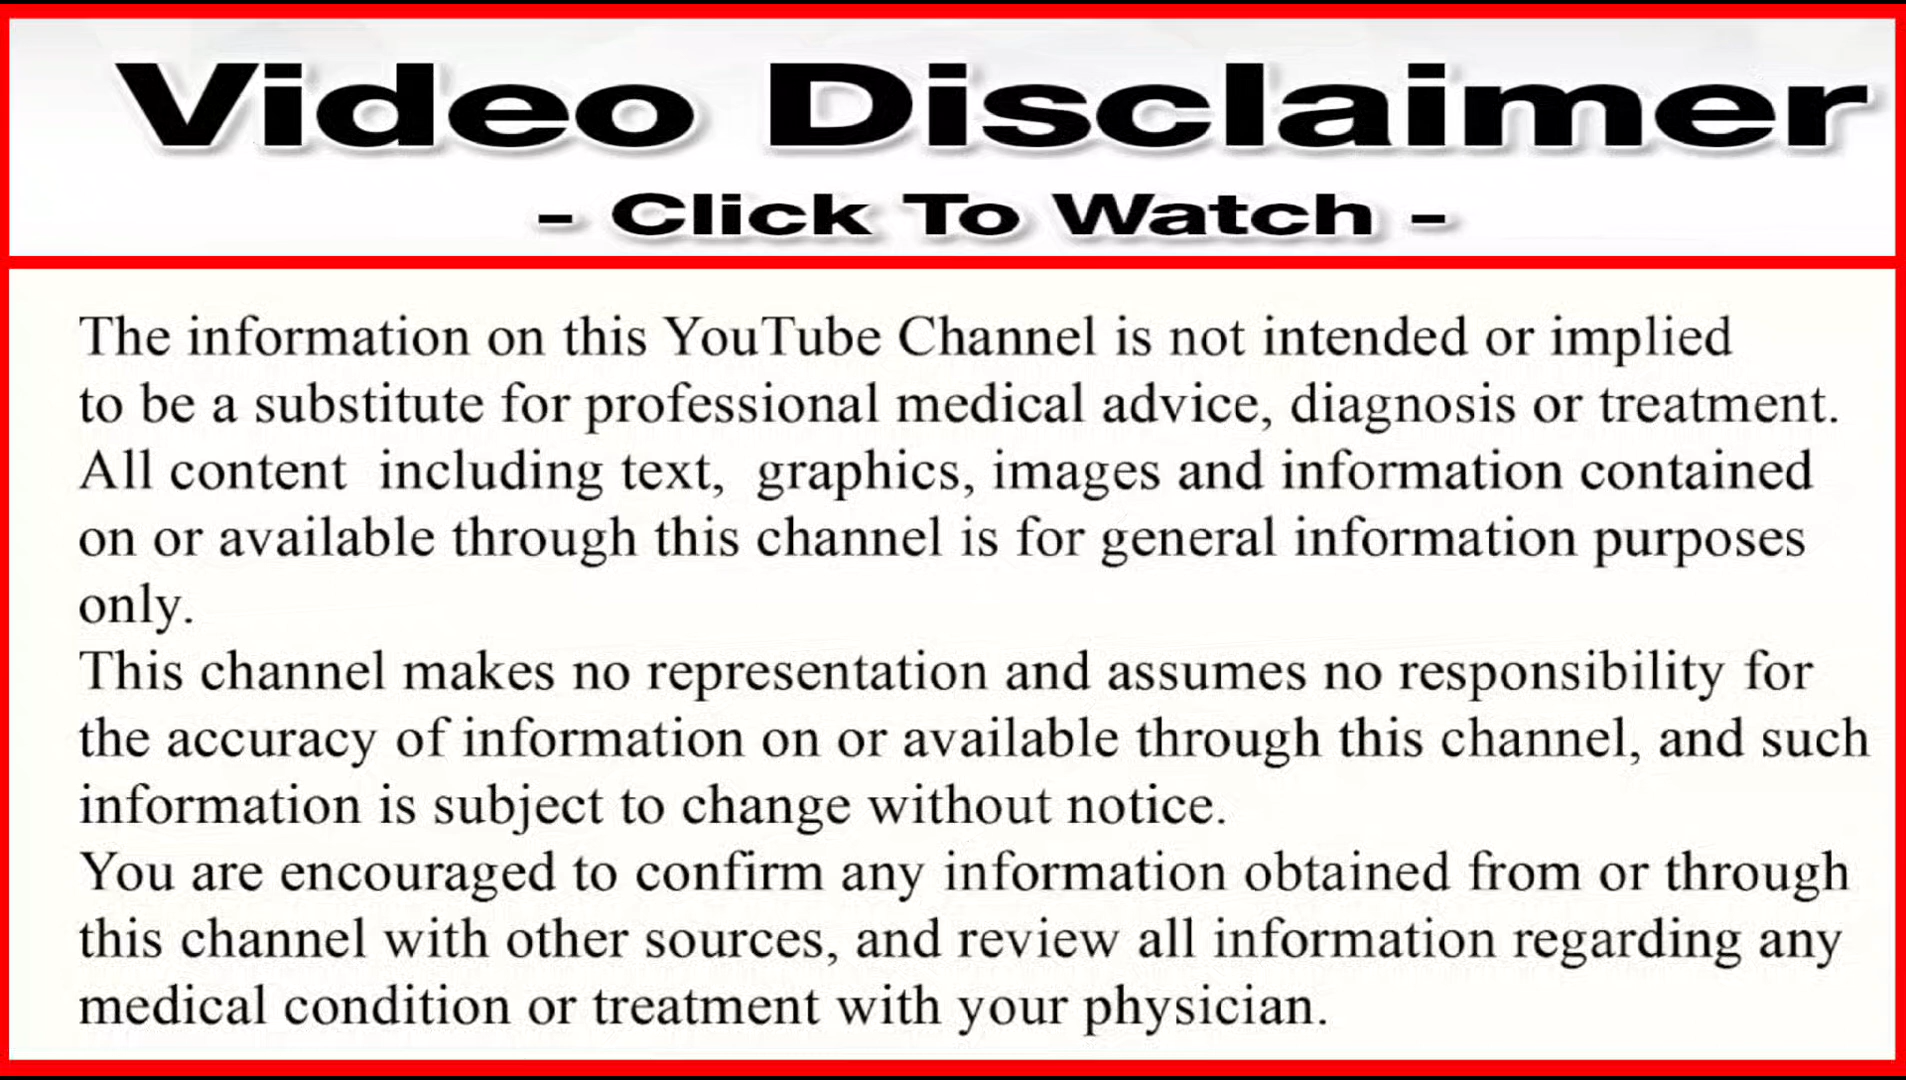 Video Disclaimer
- Click To Watch -
The information on this YouTube Channel is not intended or implied
to be a substitute for professional medical advice, diagnosis or treatment.
All content including text, graphics, images and information contained
on or available through this channel is for general information purposes
only.
This channel makes no representation and assumes no responsibility for
the accuracy of information on or available through this channel, and such
information is subject to change without notice.
You are encouraged to confirm any information obtained from or through
this channel with other sources, and review all information regarding any
medical condition or treatment with your physician.